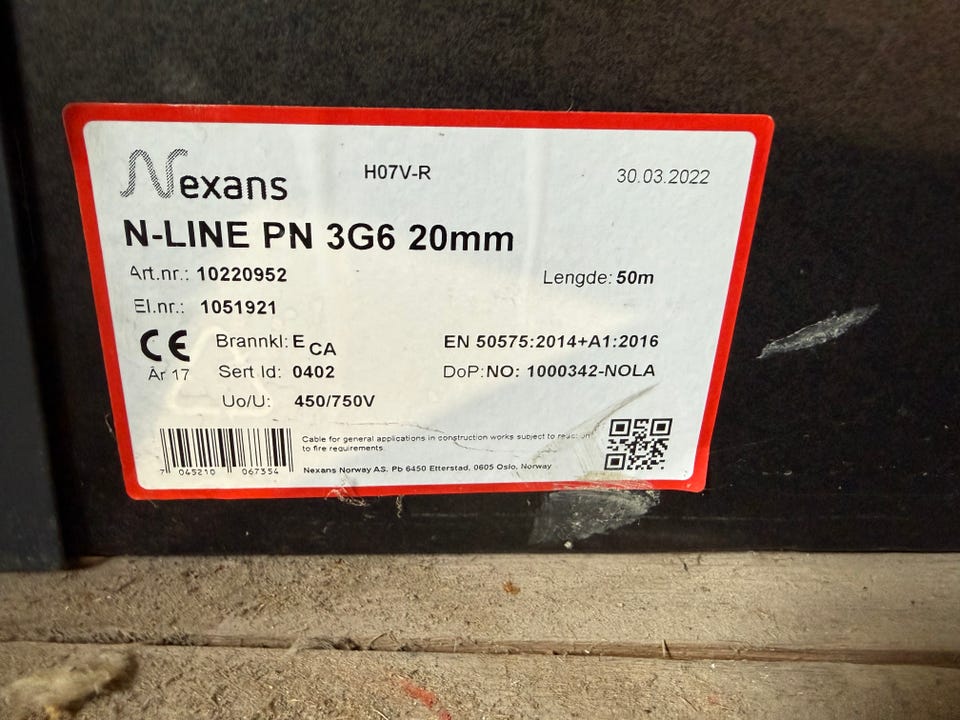 Nexans
H07V-R
30.03.2022
N-LINE PN 3G6 20mm
Art.nr.: 10220952
Lengde: 50m
El.nr.: 1051921
CE
Brannkl: E CA
EN 50575:2014+A1:2016
År 17
Sert Id: 0402
DoP:NO: 1000342-NOLA
Uo/U: 450/750V
Cable for general applications in construction works subject to reaction
to fire requirements
7 045210 067354
Nexans Norway AS. Pb 6450 Etterstad, 0605 Oslo, Norway